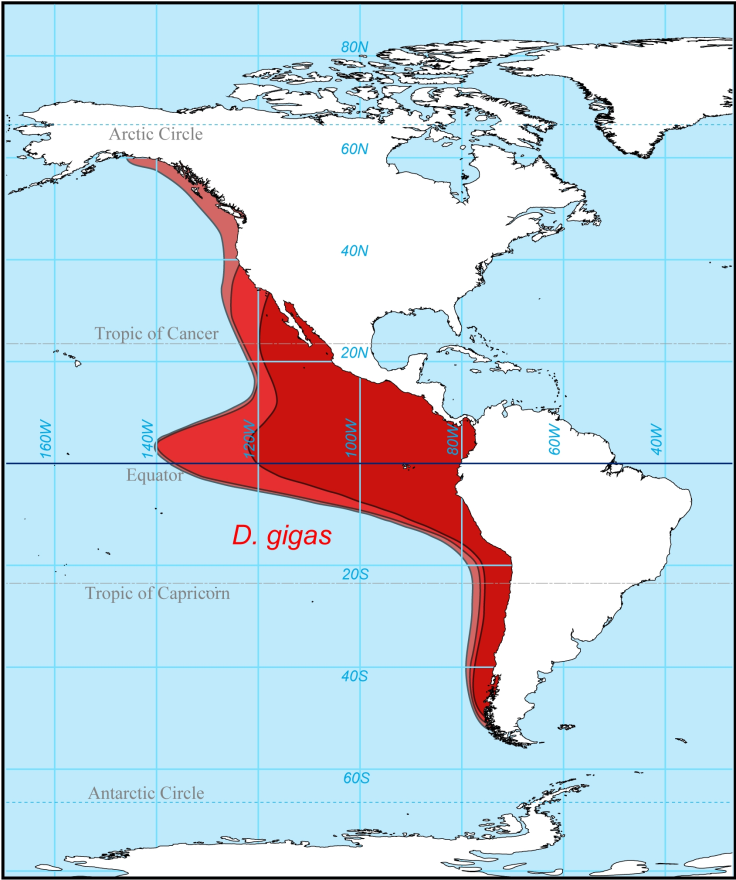 80N
Arctic Circle
60N
40N
Tropic of Cancer
20N
160W
140W
120W
100W
80W
60W
40W
Equator
D. gigas
20S
Tropic of Capricorn
40S
60S
Antarctic Circle